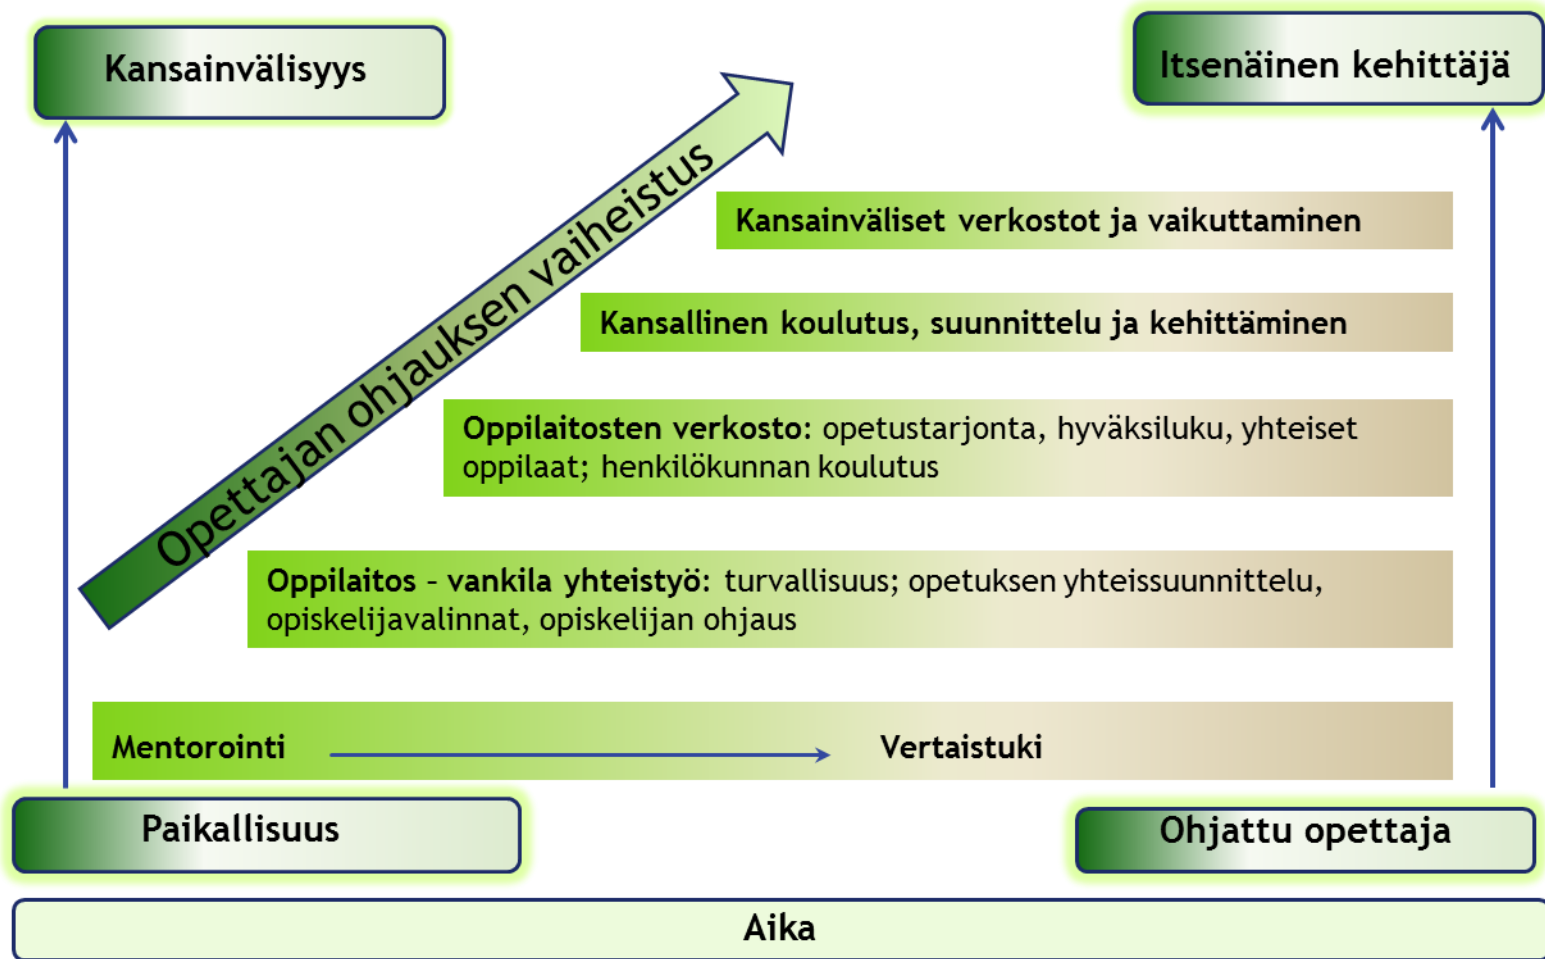 Kansainvälisyys
Itsenäinen kehittäjä
Opettajan ohjauksen vaiheistus
Kansainväliset verkostot ja vaikuttaminen
Kansallinen koulutus, suunnittelu ja kehittäminen
Oppilaitosten verkosto: opetustarjonta, hyväksiluku, yhteiset
oppilaat; henkilökunnan koulutus
Oppilaitos – vankila yhteistyö: turvallisuus; opetuksen yhteissuunnittelu,
opiskelijavalinnat, opiskelijan ohjaus
Mentorointi
Vertaistuki
Paikallisuus
Ohjattu opettaja
Aika